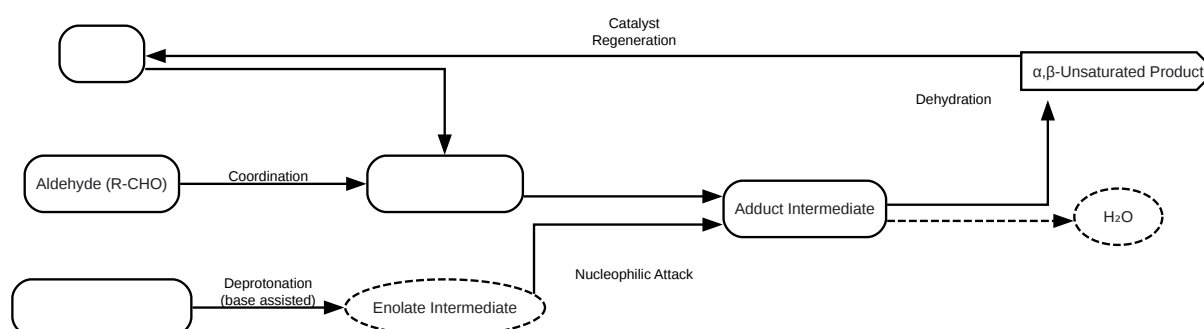 Catalyst
Regeneration
α,β-Unsaturated Product
Dehydration
Aldehyde (R-CHO)
Coordination
Adduct Intermediate
H₂O
Nucleophilic Attack
Deprotonation
(base assisted)
Enolate Intermediate